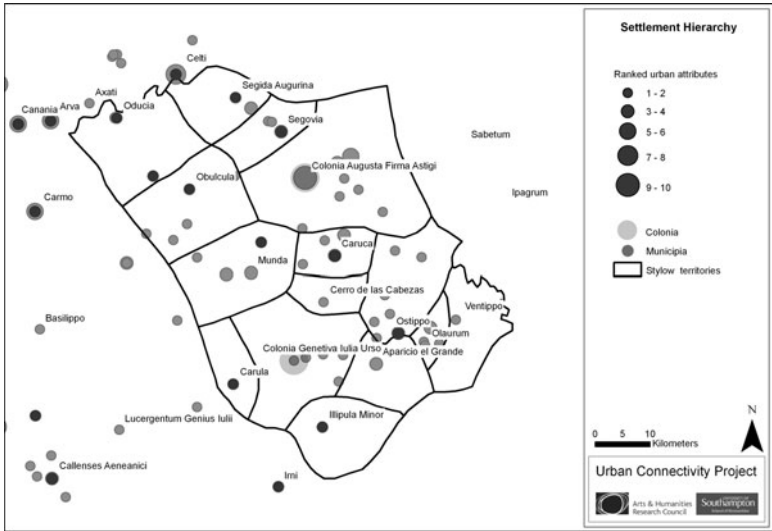 Celti
Segida Augurina
Axati
Canania
Arva
Oducia
Segovia
Sabetum
Colonia Augusta Firma Astigi
Obulcula
Ipagrum
Carmo
Caruca
Munda
Cerro de las Cabezas
Ventippo
Basilippo
Ostippo
Olaurum
Colonia Genetiva Iulia Urso
Aparicio el Grande
Carula
Lucergentum Genius Iulii
Illipula Minor
Callenses Aeneanici
Irni
Settlement Hierarchy
Ranked urban attributes
1 - 2
3 - 4
5 - 6
7 - 8
9 - 10
Colonia
Municipia
Stylow territories
N
0 5 10
Kilometers
Urban Connectivity Project
Arts & Humanities
Research Council
UNIVERSITY OF
Southampton